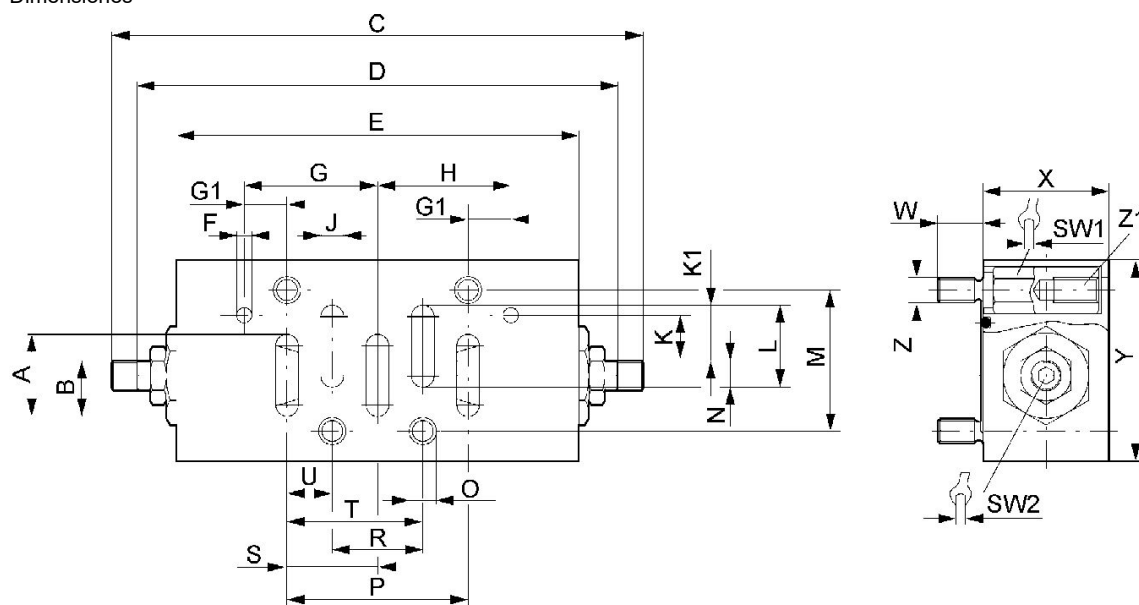 Dimensiones
C
D
E
G H
X
G1
W
F J G1
SW1 Z1
K1
K L M
A B
Z Y
N
U O
T
SW2
R
S
P